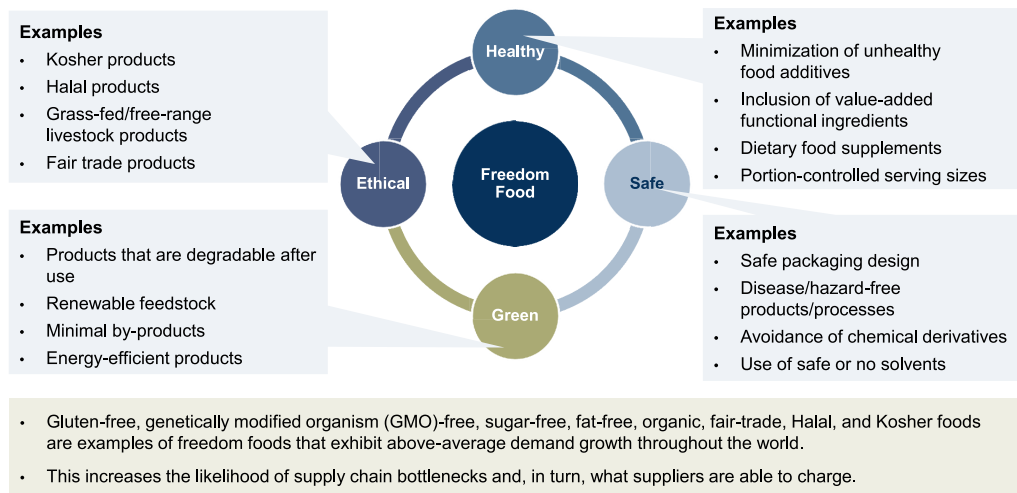 Examples
• Kosher products
• Halal products
• Grass-fed/free-range
livestock products
• Fair trade products
Healthy
Examples
• Minimization of unhealthy
food additives
• Inclusion of value-added
functional ingredients
• Dietary food supplements
• Portion-controlled serving sizes
Ethical
Freedom
Food
Safe
Examples
• Products that are degradable after
use
• Renewable feedstock
• Minimal by-products
• Energy-efficient products
Green
Examples
• Safe packaging design
• Disease/hazard-free
products/processes
• Avoidance of chemical derivatives
• Use of safe or no solvents
• Gluten-free, genetically modified organism (GMO)-free, sugar-free, fat-free, organic, fair-trade, Halal, and Kosher foods
are examples of freedom foods that exhibit above-average demand growth throughout the world.
• This increases the likelihood of supply chain bottlenecks and, in turn, what suppliers are able to charge.